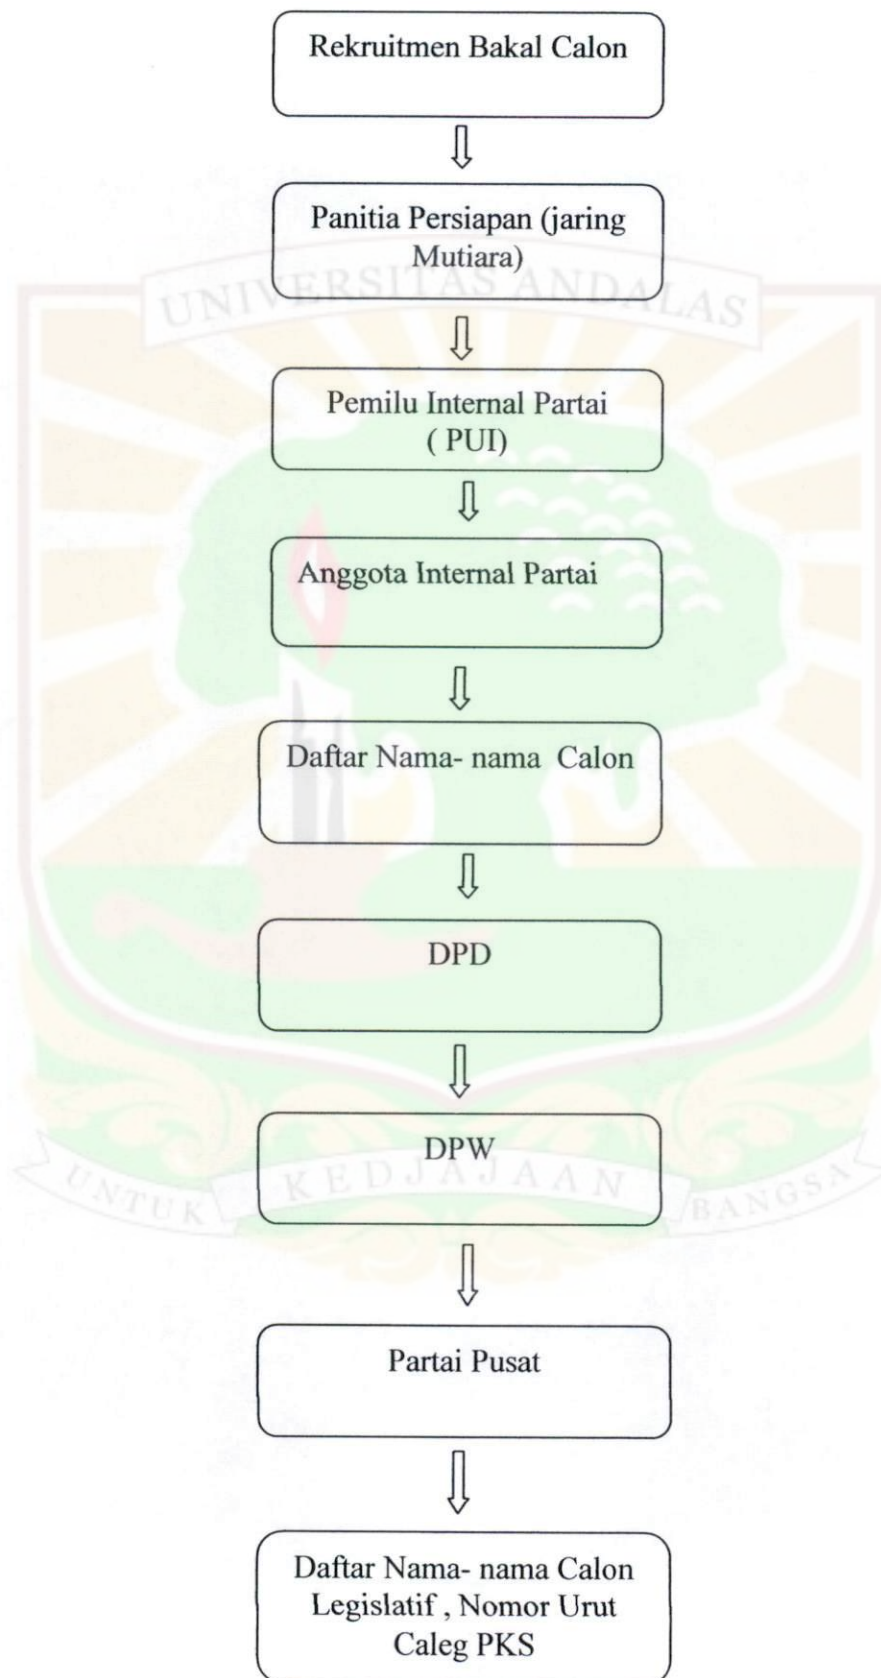 Rekruitmen Bakal Calon
Panitia Persiapan (jaring
Mutiara)
UNIVERSITAS ANDALAS
Pemilu Internal Partai
( PUI)
Anggota Internal Partai
Daftar Nama- nama Calon
DPD
DPW
UNTUK KEDJAJAAN BANGSA
Partai Pusat
Daftar Nama- nama Calon
Legislatif , Nomor Urut
Caleg PKS